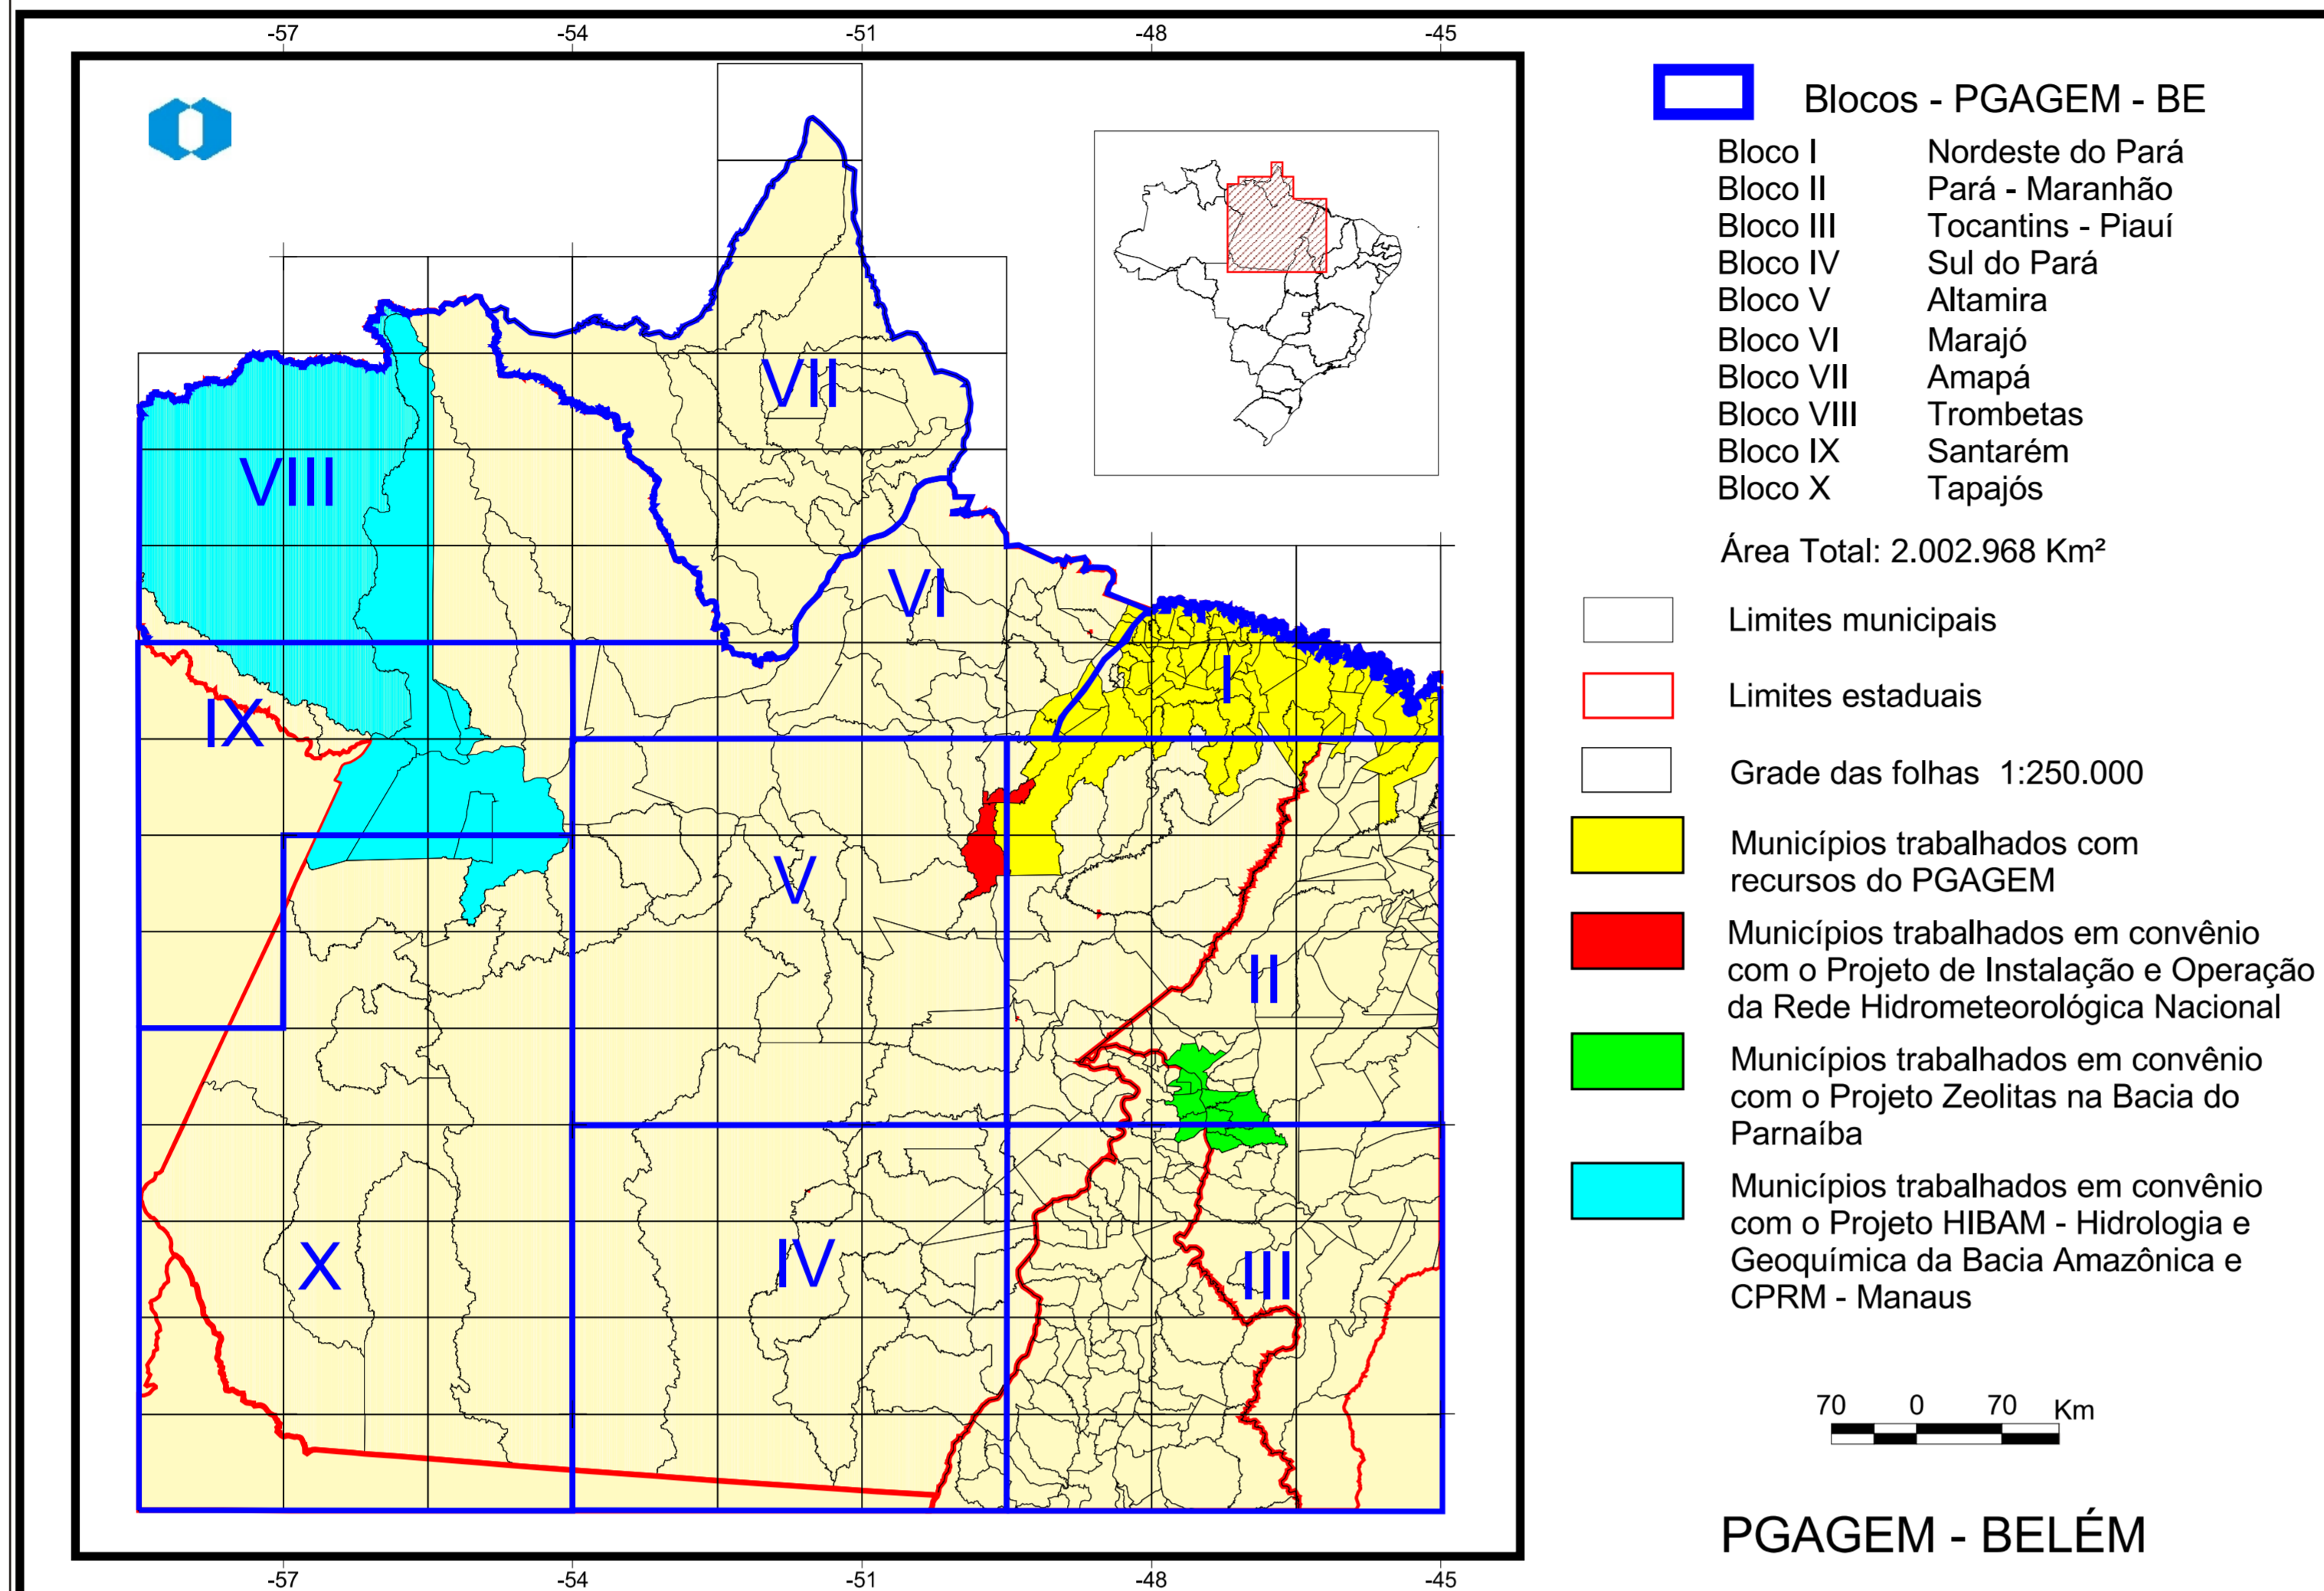 -57 -54 -51 -48 -45
VII
VIII
VI
I
IX
V
II
X
IV
III
-57 -54 -51 -48 -45
Blocos - PGAGEM - BE
Bloco I Nordeste do Pará
Bloco II Pará - Maranhão
Bloco III Tocantins - Piauí
Bloco IV Sul do Pará
Bloco V Altamira
Bloco VI Marajó
Bloco VII Amapá
Bloco VIII Trombetas
Bloco IX Santarém
Bloco X Tapajós
Área Total: 2.002.968 Km²
Limites municipais
Limites estaduais
Grade das folhas 1:250.000
Municípios trabalhados com
recursos do PGAGEM
Municípios trabalhados em convênio
com o Projeto de Instalação e Operação
da Rede Hidrometeorológica Nacional
Municípios trabalhados em convênio
com o Projeto Zeolitas na Bacia do
Parnaíba
Municípios trabalhados em convênio
com o Projeto HIBAM - Hidrologia e
Geoquímica da Bacia Amazônica e
CPRM - Manaus
70 0 70 Km
PGAGEM - BELÉM